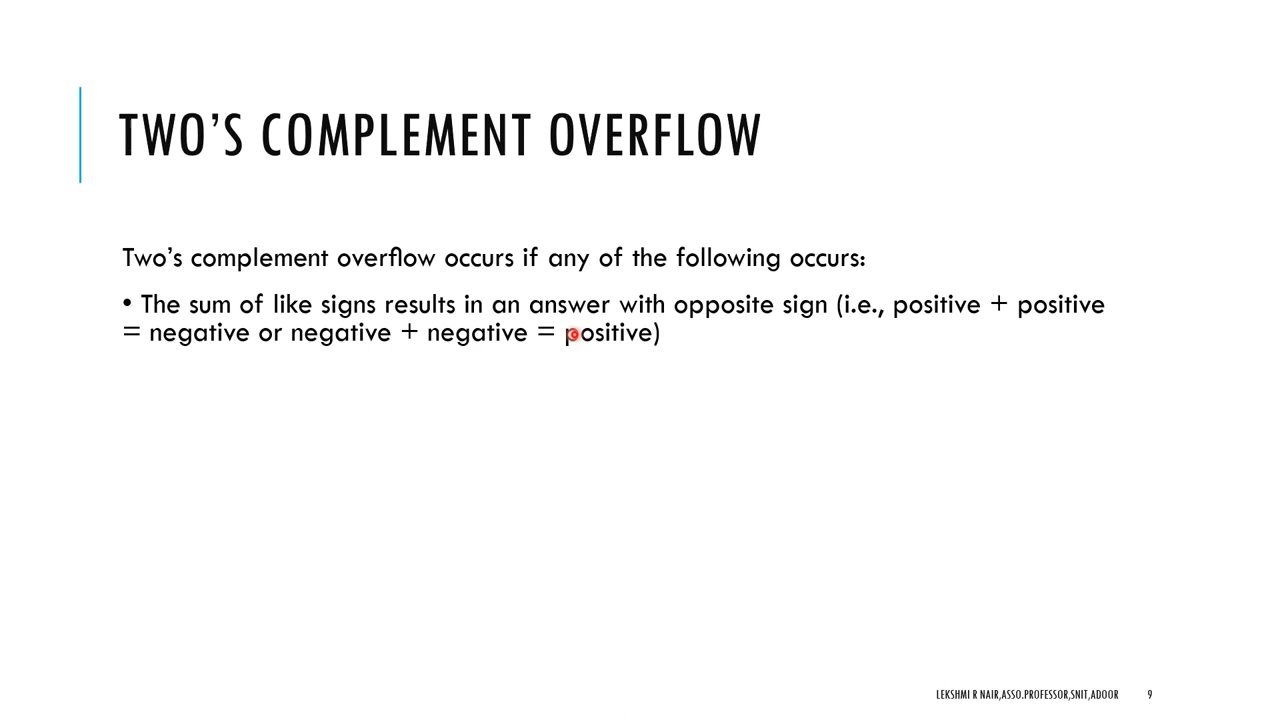 TWO’S COMPLEMENT OVERFLOW
Two’s complement overflow occurs if any of the following occurs:
• The sum of like signs results in an answer with opposite sign (i.e., positive + positive
= negative or negative + negative = positive)
LEKSHMI R NAIR,ASSO.PROFESSOR,SNIT,ADOOR 9